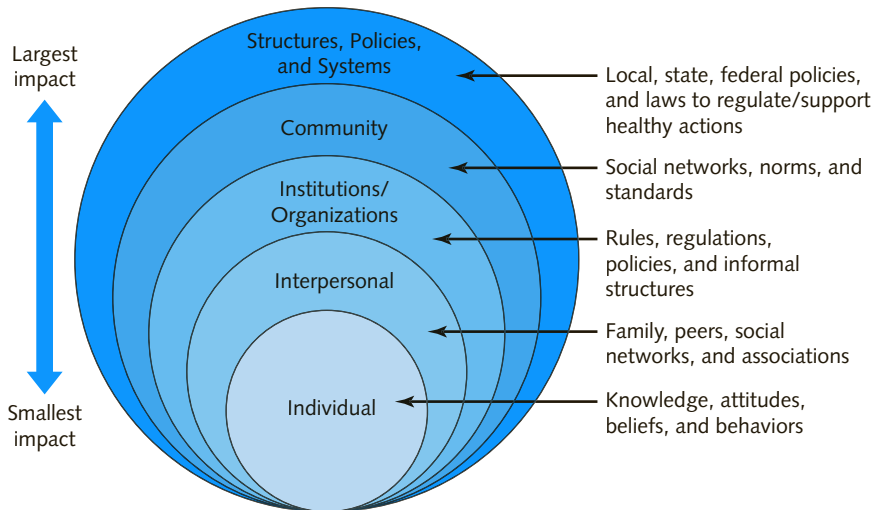 Largest
impact
Smallest
impact
Structures, Policies,
and Systems
Community
Institutions/
Organizations
Interpersonal
Individual
Local, state, federal policies,
and laws to regulate/support
healthy actions
Social networks, norms, and
standards
Rules, regulations,
policies, and informal
structures
Family, peers, social
networks, and associations
Knowledge, attitudes,
beliefs, and behaviors